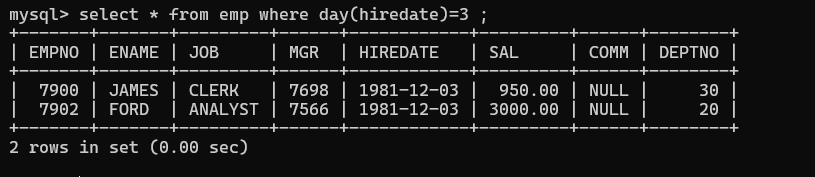 mysql> select * from emp where day(hiredate)=3 ;
+-------+-------+---------+------+------------+---------+------+--------+
| EMPNO | ENAME | JOB     | MGR  | HIREDATE   | SAL     | COMM | DEPTNO |
+-------+-------+---------+------+------------+---------+------+--------+
|  7900 | JAMES | CLERK   | 7698 | 1981-12-03 |  950.00 | NULL |     30 |
|  7902 | FORD  | ANALYST | 7566 | 1981-12-03 | 3000.00 | NULL |     20 |
+-------+-------+---------+------+------------+---------+------+--------+
2 rows in set (0.00 sec)